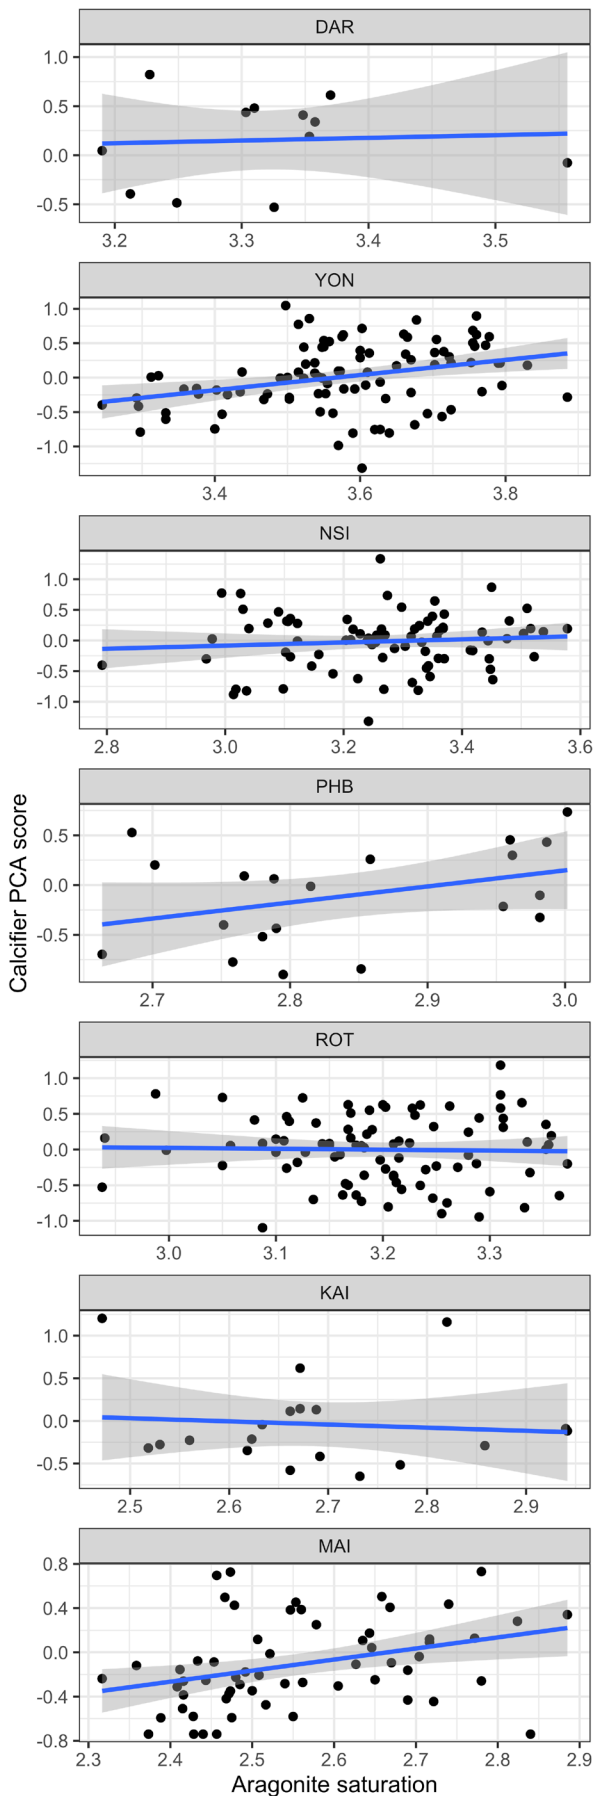 DAR
1.0
0.5
0.0
-0.5
3.2 3.3 3.4 3.5
YON
1.0
0.5
0.0
-0.5
-1.0
3.4 3.6 3.8
NSI
1.0
0.5
0.0
-0.5
-1.0
2.8 3.0 3.2 3.4 3.6
PHB
Calcifier PCA score
0.5
0.0
-0.5
2.7 2.8 2.9 3.0
ROT
1.0
0.5
0.0
-0.5
-1.0
3.0 3.1 3.2 3.3
KAI
1.0
0.5
0.0
-0.5
2.5 2.6 2.7 2.8 2.9
MAI
0.8
0.4
0.0
-0.4
-0.8
2.3 2.4 2.5 2.6 2.7 2.8 2.9
Aragonite saturation